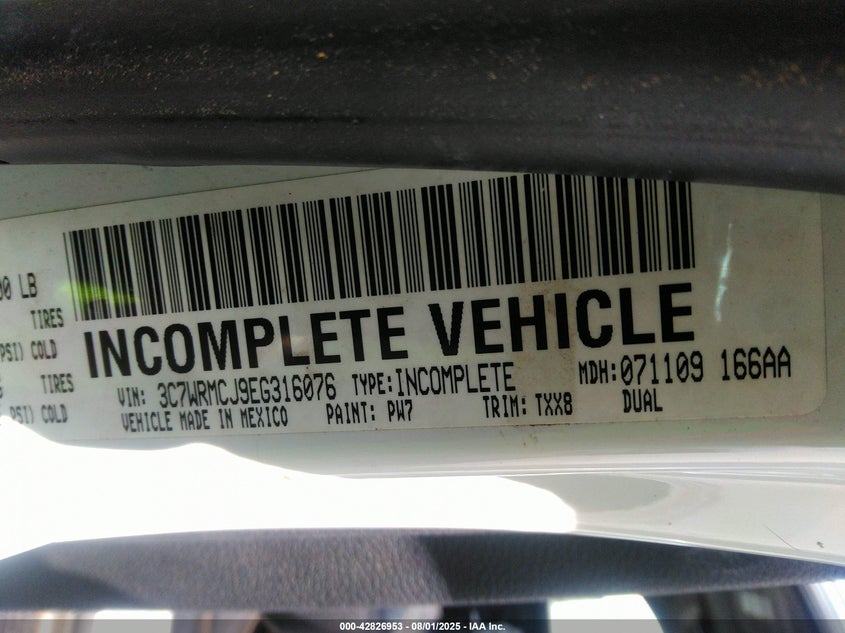 00 LB
TIRES
PSI) COLD
TIRES
PSI) COLD
INCOMPLETE VEHICLE
VIN: 3C7WRMCJ9EG316076 TYPE: INCOMPLETE MDH: 071109 166AA
VEHICLE MADE IN MEXICO PAINT: PW7 TRIM: TXX8 DUAL
000-42826953 - 08/01/2025 - IAA Inc.